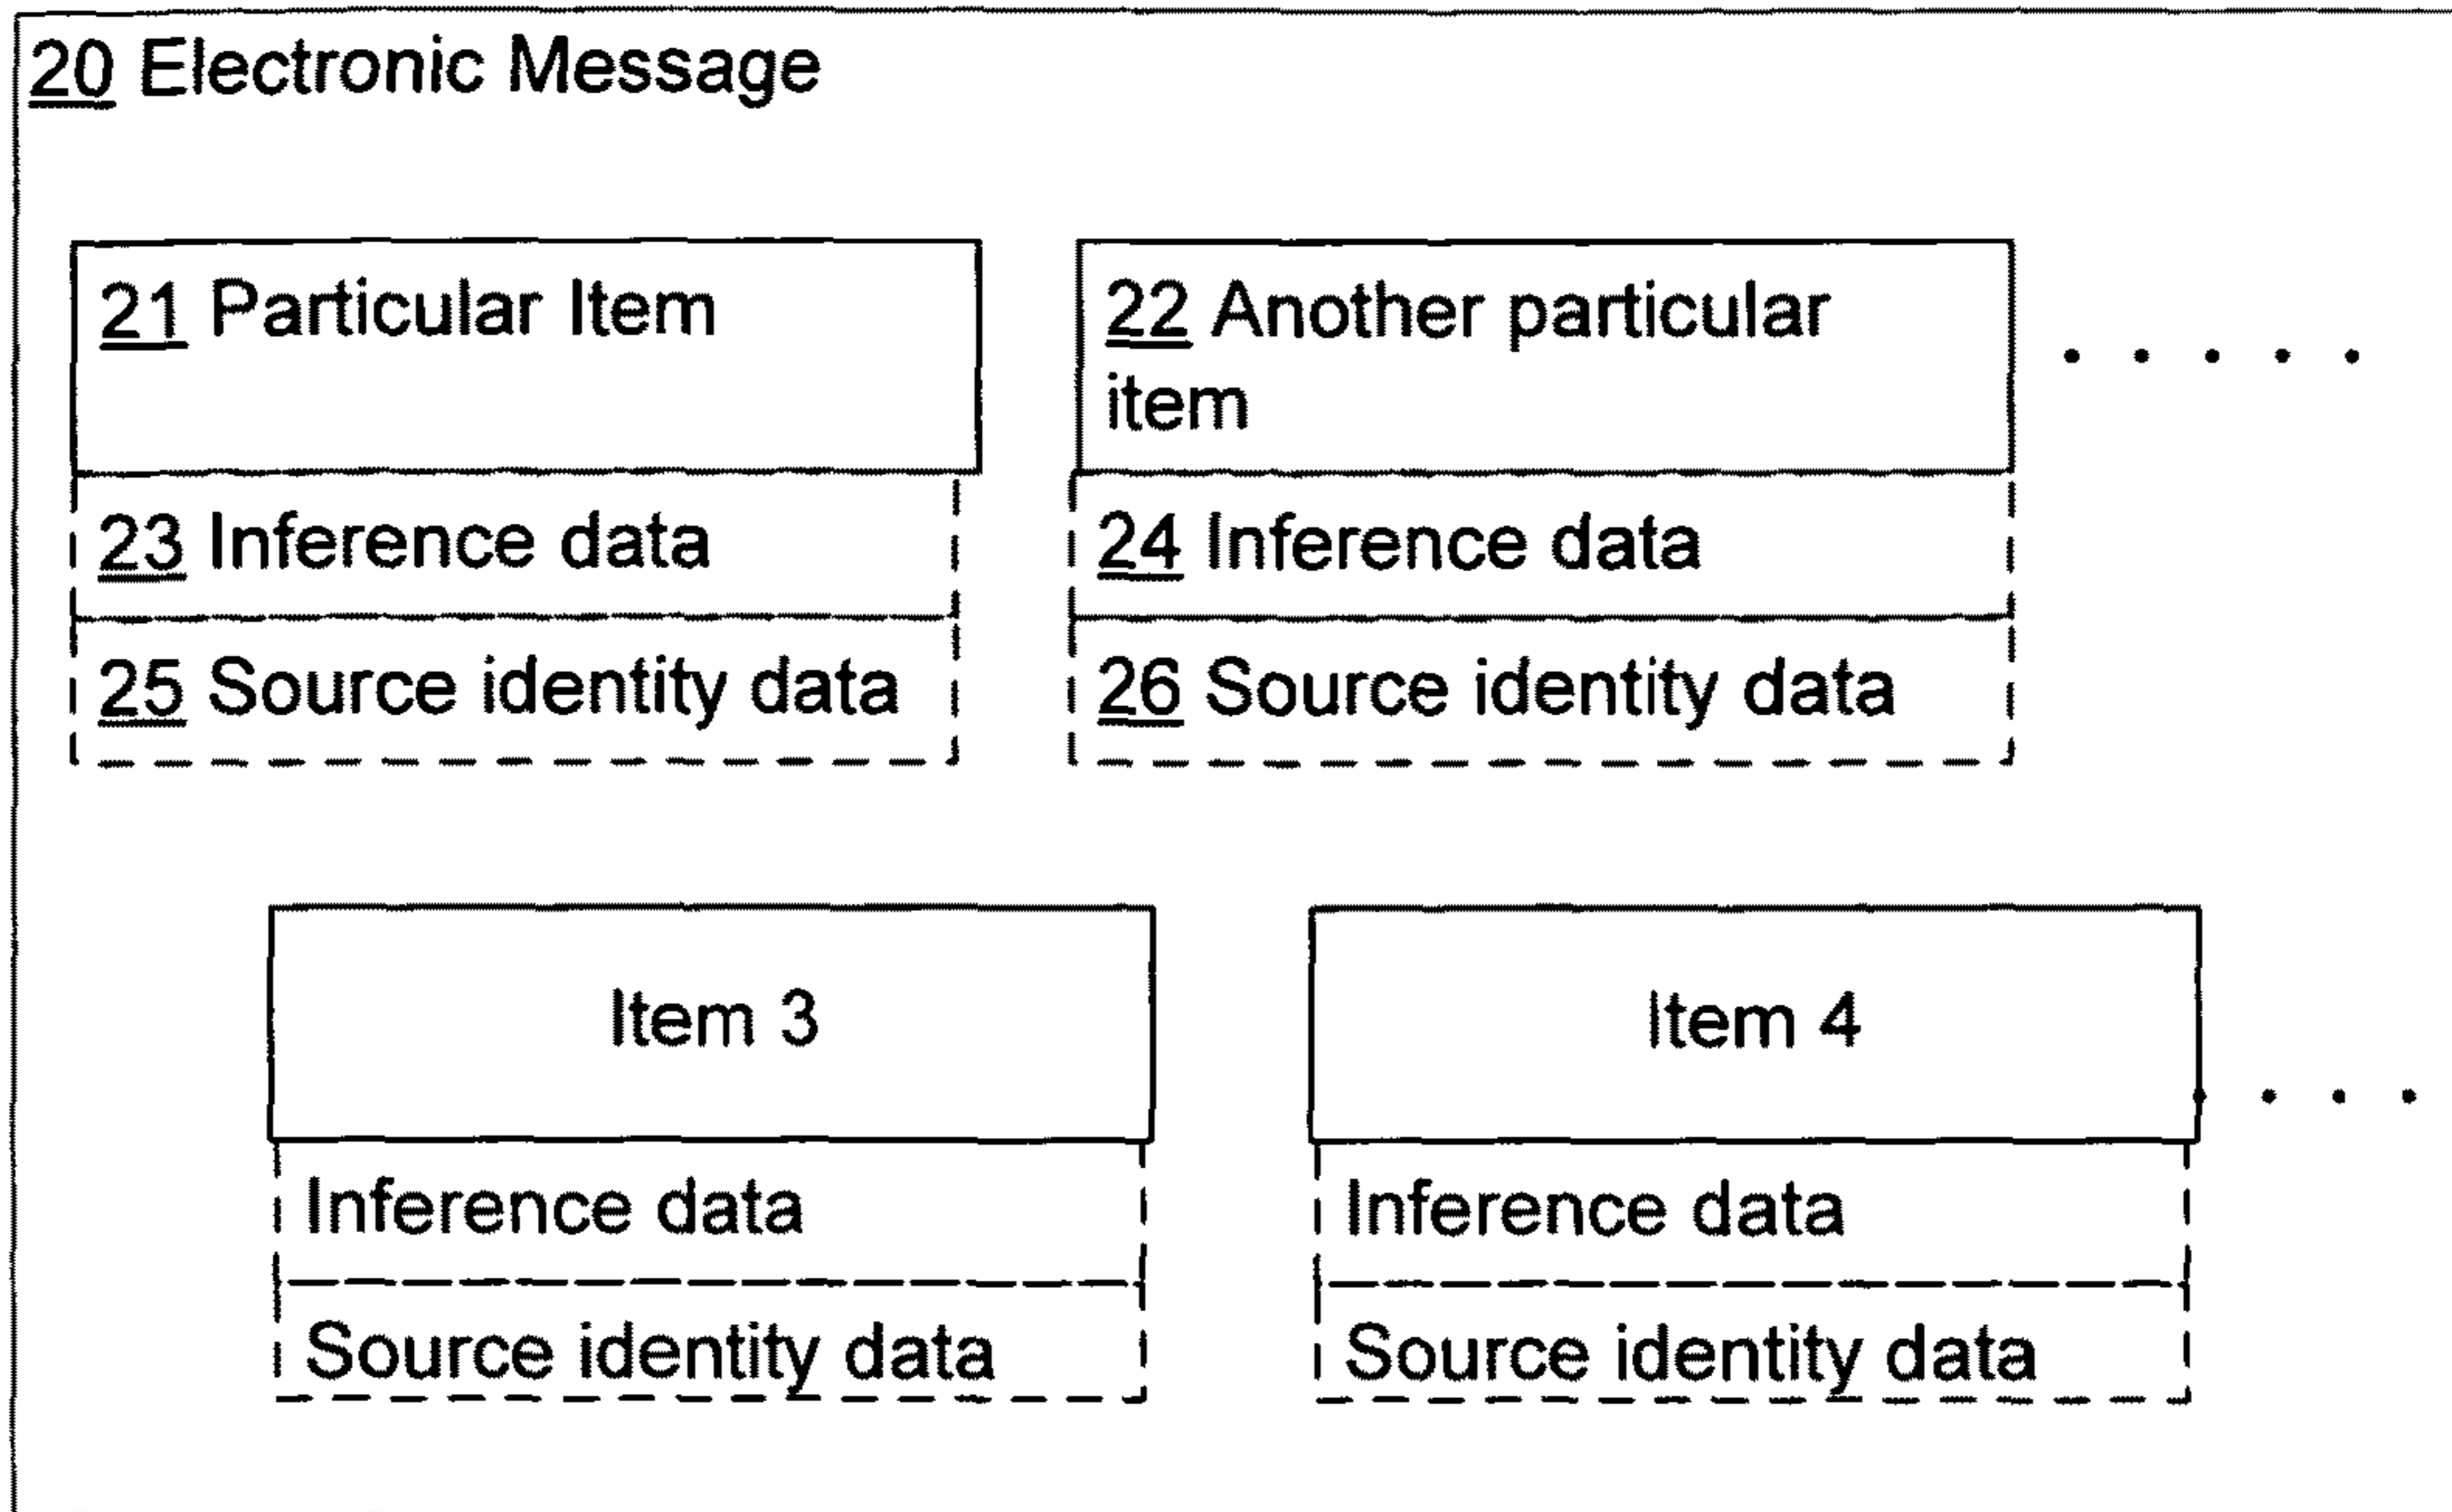 20 Electronic Message
21 Particular Item
22 Another particular
item
. . . . .
23 Inference data
24 Inference data
25 Source identity data
26 Source identity data
Item 3
Item 4
. . . .
Inference data
Inference data
Source identity data
Source identity data